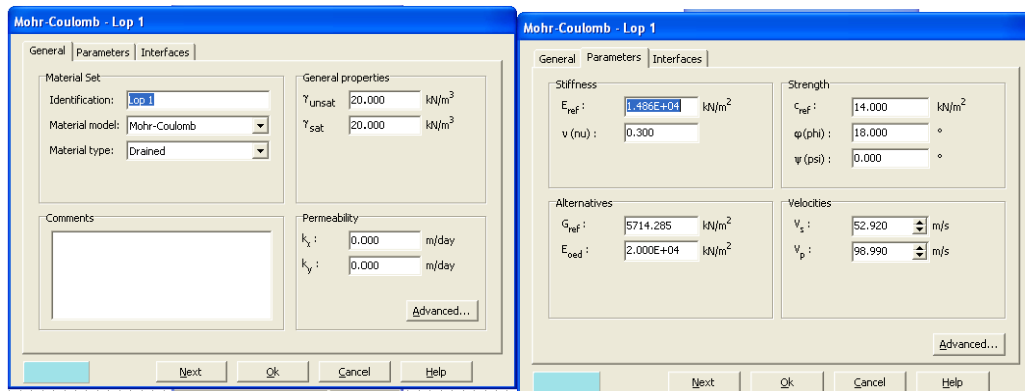 Mohr-Coulomb - Lop 1
General Parameters Interfaces
Material Set
Identification: Lop 1
Material model: Mohr-Coulomb
Material type: Drained
General properties
γunsat 20.000 kN/m³
γsat 20.000 kN/m³
Comments
Permeability
kx : 0.000 m/day
ky : 0.000 m/day
Advanced...
Next Ok Cancel Help
Mohr-Coulomb - Lop 1
General Parameters Interfaces
Stiffness
Eref : 1.486E+04 kN/m²
ν (nu) : 0.300
Strength
cref : 14.000 kN/m²
φ(phi) : 18.000 °
ψ (psi) : 0.000 °
Alternatives
Gref : 5714.285 kN/m²
Eoed : 2.000E+04 kN/m²
Velocities
Vs : 52.920 m/s
Vp : 98.990 m/s
Advanced...
Next Ok Cancel Help